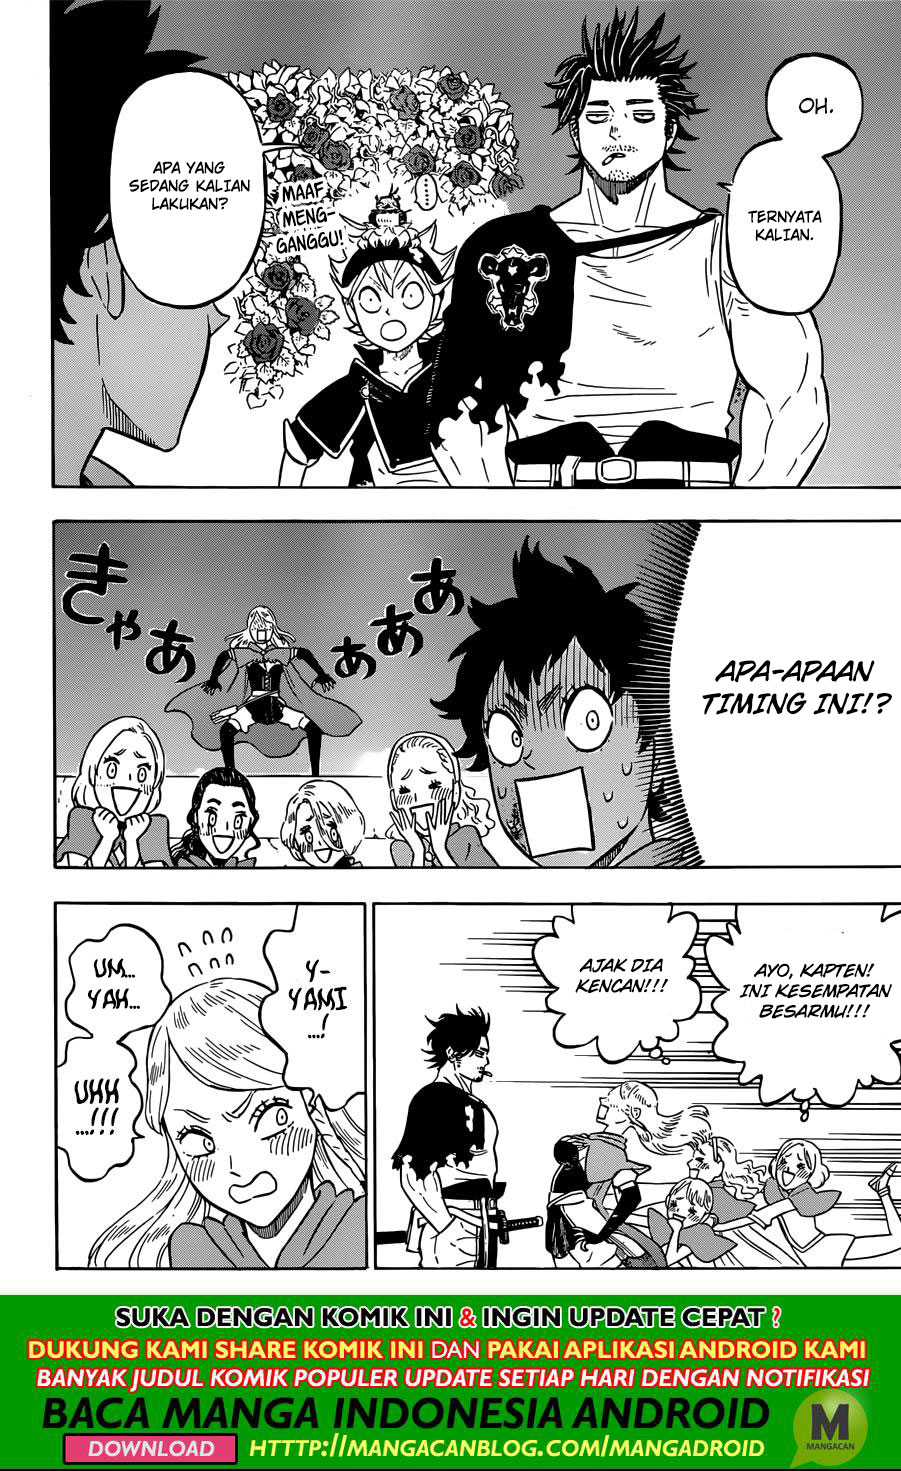 OH.
TERNYATA
KALIAN.
APA YANG
SEDANG KALIAN
LAKUKAN?
MAAF
MENG-
GANGGU!
きゃあぁああ
APA-APAAN
TIMING INI!?
AYO, KAPTEN!
INI KESEMPATAN
BESARMU!!!
AJAK DIA
KENCAN!!!
Y-
YAMI
...!
UM...
YAH...
UHH
....!!!
SUKA DENGAN KOMIK INI & INGIN UPDATE CEPAT ?
DUKUNG KAMI SHARE KOMIK INI DAN PAKAI APLIKASI ANDROID KAMI
BANYAK JUDUL KOMIK POPULER UPDATE SETIAP HARI DENGAN NOTIFIKASI
BACA MANGA INDONESIA ANDROID
DOWNLOAD HTTTP://MANGACANBLOG.COM/MANGADROID
M
MANGACAN